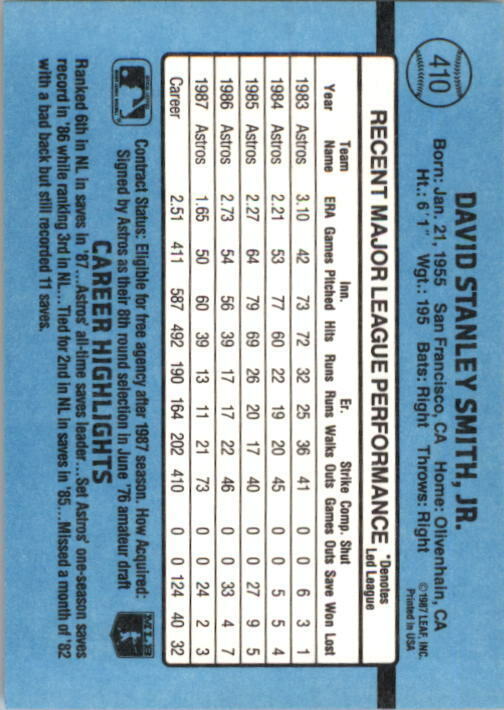 410
DAVID STANLEY SMITH, JR.
©1987 LEAF, INC.
Printed in USA
Born: Jan. 21, 1955 San Francisco, CA Home: Olivenhain, CA
Ht.: 6'1" Wgt.: 195 Bats: Right Throws: Right
RECENT MAJOR LEAGUE PERFORMANCE *Denotes Led League
Team Inn. Er. Strike Comp. Shut
Year Name ERA Games Pitched Hits Runs Runs Walks Outs Games Outs Save Won Lost
1983 Astros 3.10 42 73 72 32 25 36 41 0 0 6 3 1
1984 Astros 2.21 53 77 60 22 19 20 45 0 0 5 5 4
1985 Astros 2.27 64 79 69 26 20 17 40 0 0 27 9 5
1986 Astros 2.73 54 56 39 17 17 22 46 0 0 33 4 7
1987 Astros 1.65 50 60 39 13 11 21 73 0 0 24 2 3
Career 2.51 411 587 492 190 164 202 410 0 0 124 40 32
Contract Status: Eligible for free agency after 1987 season. How Acquired:
Signed by Astros as their 8th round selection in June '76 amateur draft
MLB
CAREER HIGHLIGHTS
Ranked 6th in NL in saves in '87...Astros' all-time saves leader...Set Astros' one-season saves
record in '86 while ranking 3rd in NL...Tied for 2nd in NL in saves in '85...Missed a month of '82
with a bad back but still recorded 11 saves.